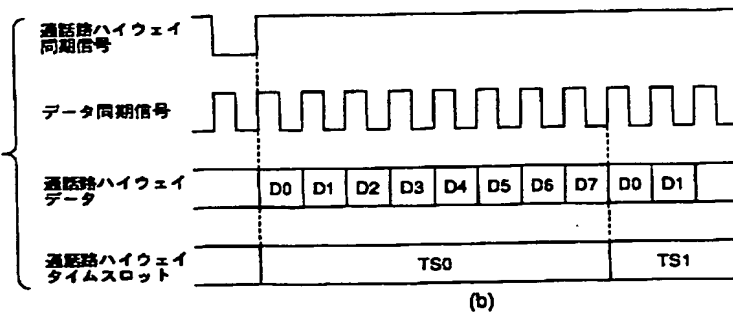 通話路ハイウェイ
同期信号
データ同期信号
通話路ハイウェイ
データ
D0 D1 D2 D3 D4 D5 D6 D7 D0 D1
通話路ハイウェイ
タイムスロット
TS0 TS1
(b)